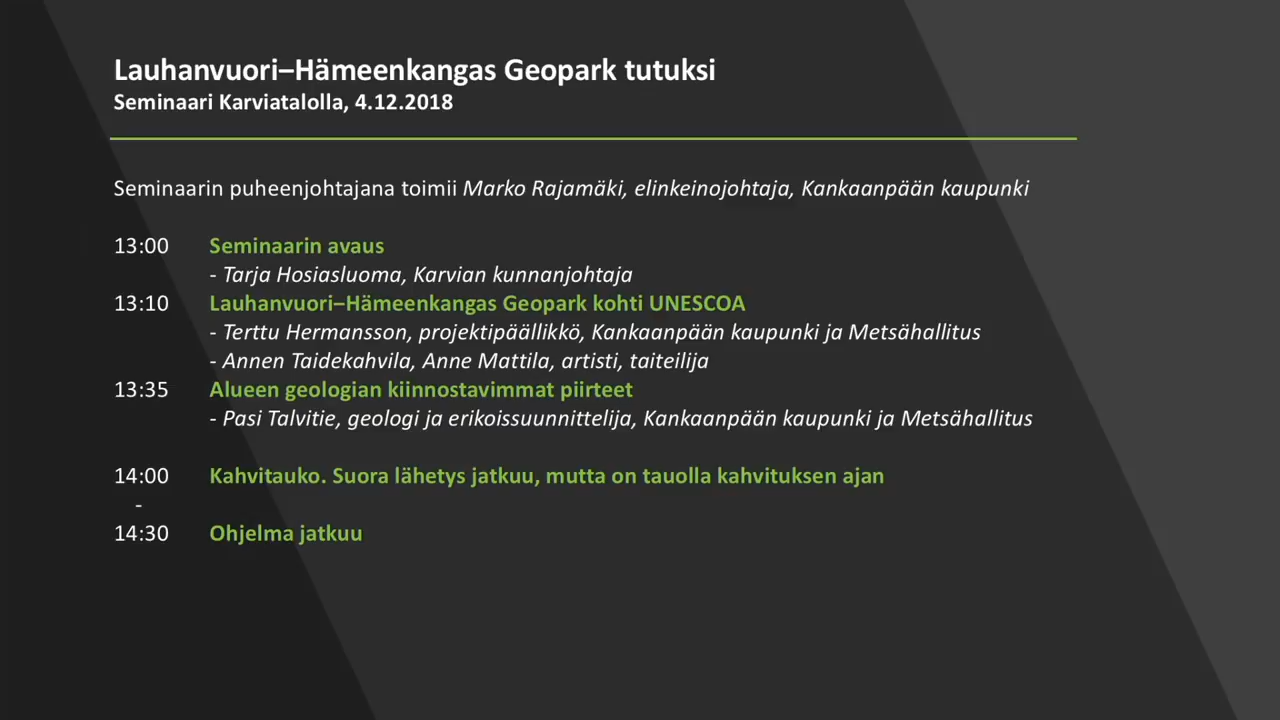 Lauhanvuori–Hämeenkangas Geopark tutuksi
Seminaari Karviatalolla, 4.12.2018
Seminaarin puheenjohtajana toimii Marko Rajamäki, elinkeinojohtaja, Kankaanpään kaupunki
13:00 Seminaarin avaus
- Tarja Hosiasluoma, Karvian kunnanjohtaja
13:10 Lauhanvuori–Hämeenkangas Geopark kohti UNESCOA
- Terttu Hermansson, projektipäällikkö, Kankaanpään kaupunki ja Metsähallitus
- Annen Taidekahvila, Anne Mattila, artisti, taiteilija
13:35 Alueen geologian kiinnostavimmat piirteet
- Pasi Talvitie, geologi ja erikoissuunnittelija, Kankaanpään kaupunki ja Metsähallitus
14:00 Kahvitauko. Suora lähetys jatkuu, mutta on tauolla kahvituksen ajan
-
14:30 Ohjelma jatkuu